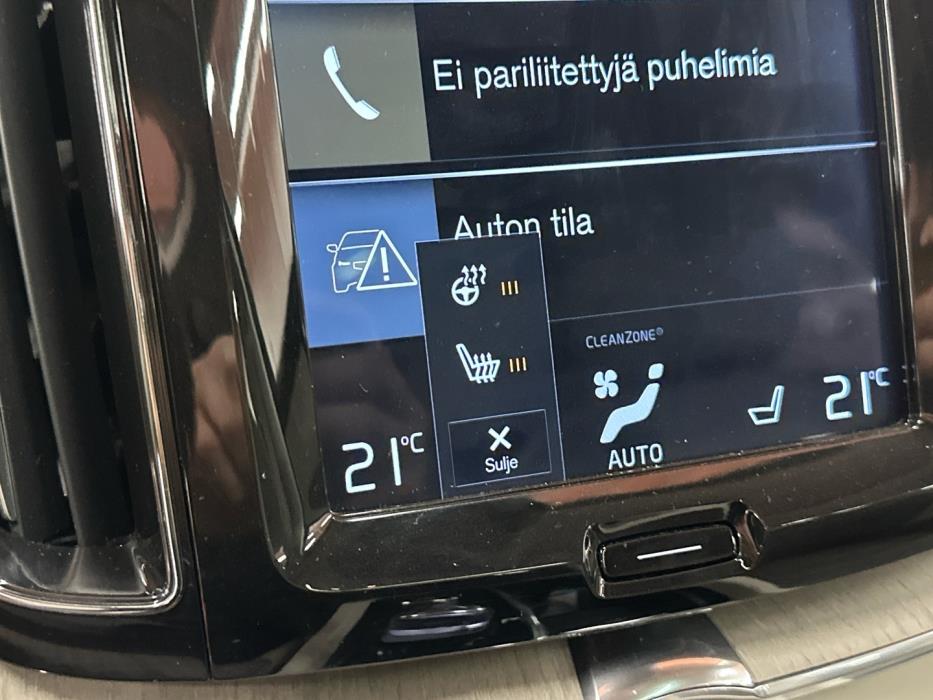 Ei pariliitettyjä puhelimia
Auton tila
CLEANZONE®
21°C
Sulje
AUTO
21°C